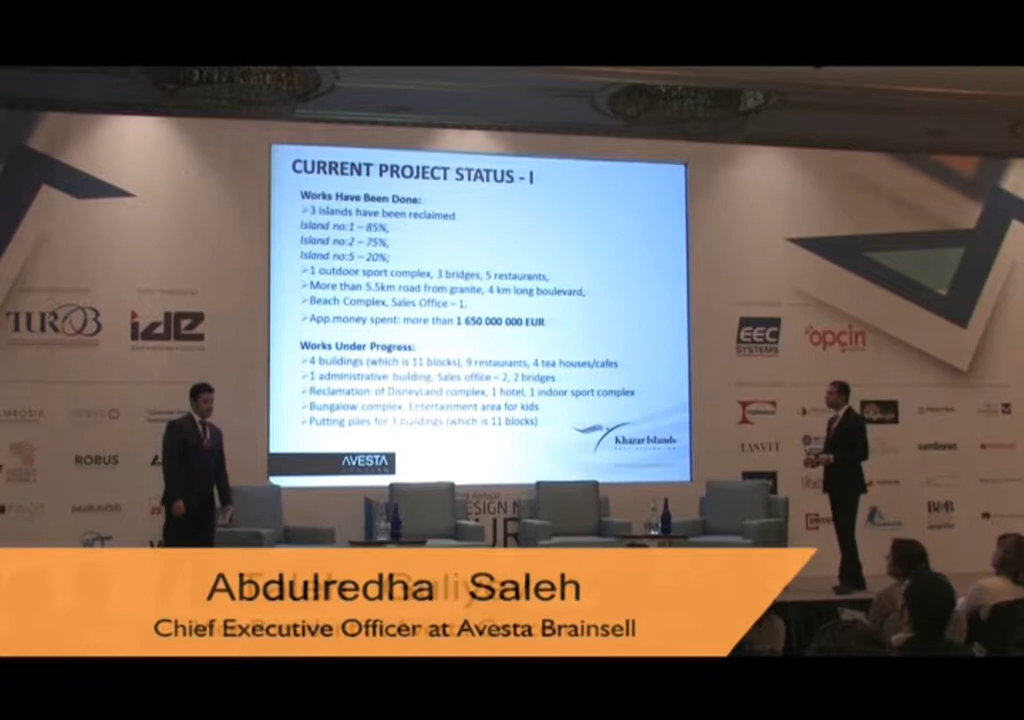 CURRENT PROJECT STATUS - I
Works Have Been Done:
➢3 islands have been reclaimed
Island no:1 – 85%,
Island no:2 – 75%,
Island no:5 – 20%;
➢1 outdoor sport complex, 3 bridges, 5 restaurants,
➢More than 5.5km road from granite, 4 km long boulevard,
➢Beach Complex, Sales Office – 1.
➢App.money spent: more than 1 650 000 000 EUR
Works Under Progress:
➢4 buildings (which is 11 blocks), 9 restaurants, 4 tea houses/cafes
➢1 administrative building, Sales office – 2, 2 bridges
➢Reclamation of DisneyLand complex, 1 hotel, 1 indoor sport complex
➢Bungalow complex, Entertainment area for kids
➢Putting piles for 3 buildings (which is 11 blocks)
Khazar Islands
AVESTA
TUROB
ide
ROBUS
MIRAGE
EEC
SYSTEMS
opcin
TASVIT
B&B
ESIGN
Abdulredha Saleh
Chief Executive Officer at Avesta Brainsell